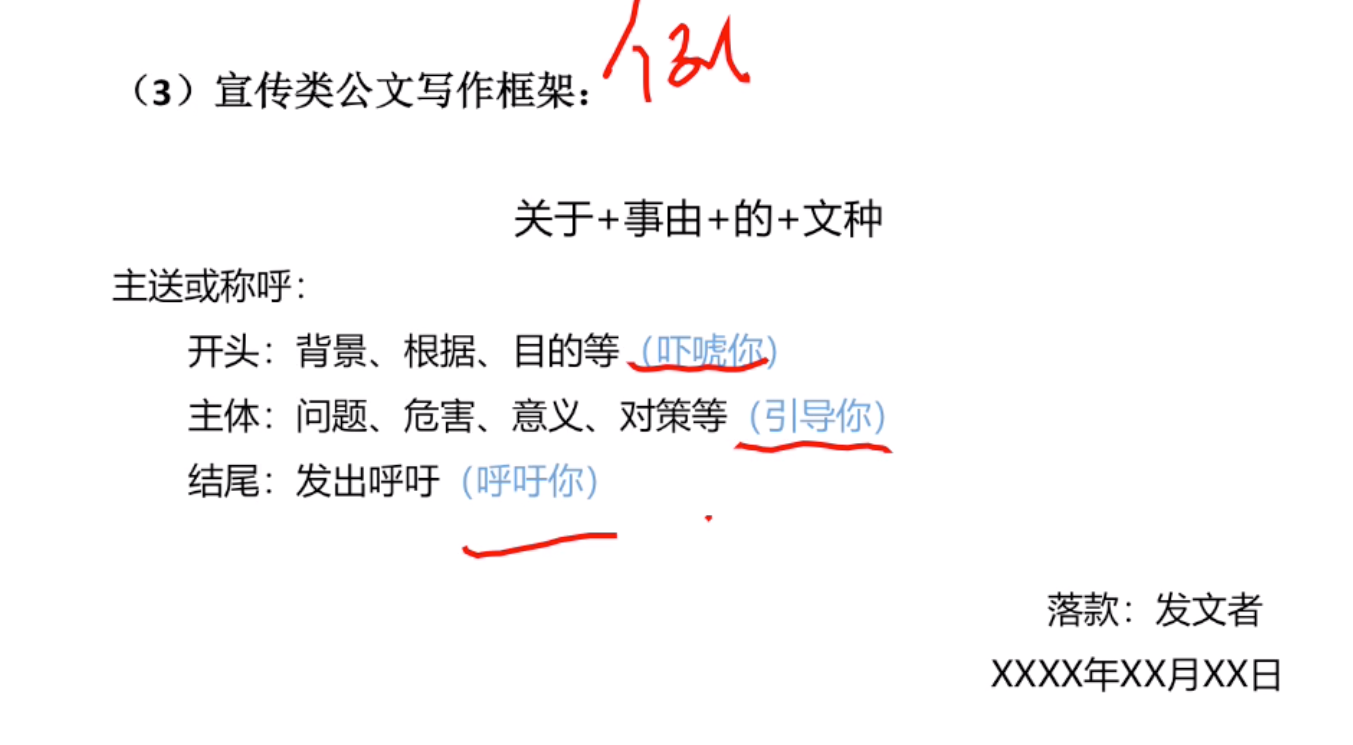 例
（3）宣传类公文写作框架：
关于+事由+的+文种
主送或称呼：
开头：背景、根据、目的等（吓唬你）
主体：问题、危害、意义、对策等（引导你）
结尾：发出呼吁（呼吁你）
落款：发文者
XXXX年XX月XX日